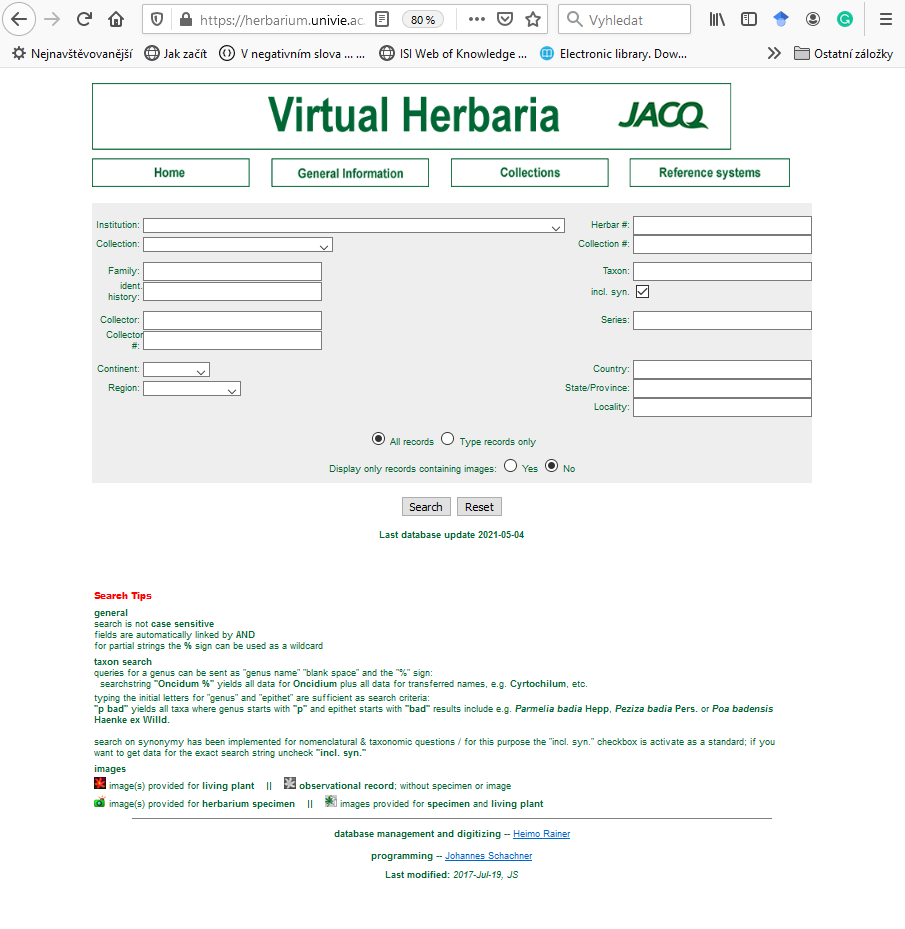 https://herbarium.univie.ac. 80 % ••• Vyhledat
Nejnavštěvovanější Jak začít V negativním slova ... ... ISI Web of Knowledge ... Electronic library. Dow... Ostatní záložky
Virtual Herbaria JACQ
Home General Information Collections Reference systems
Institution: Herbar #:
Collection: Collection #:
Family: Taxon:
ident. history: incl. syn.
Collector: Series:
Collector #:
Continent: Country:
Region: State/Province:
Locality:
All records Type records only
Display only records containing images: Yes No
Search Reset
Last database update 2021-05-04
Search Tips
general
search is not case sensitive
fields are automatically linked by AND
for partial strings the % sign can be used as a wildcard
taxon search
queries for a genus can be sent as "genus name" "blank space" and the "%" sign:
searchstring "Oncidum %" yields all data for Oncidium plus all data for transferred names, e.g. Cyrtochilum, etc.
typing the initial letters for "genus" and "epithet" are sufficient as search criteria:
"p bad" yields all taxa where genus starts with "p" and epithet starts with "bad" results include e.g. Parmelia badia Hepp, Peziza badia Pers. or Poa badensis
Haenke ex Willd.
search on synonymy has been implemented for nomenclatural & taxonomic questions / for this purpose the "incl. syn." checkbox is activate as a standard; if you
want to get data for the exact search string uncheck "incl. syn."
images
image(s) provided for living plant || observational record; without specimen or image
image(s) provided for herbarium specimen || images provided for specimen and living plant
database management and digitizing -- Heimo Rainer
programming -- Johannes Schachner
Last modified: 2017-Jul-19, JS